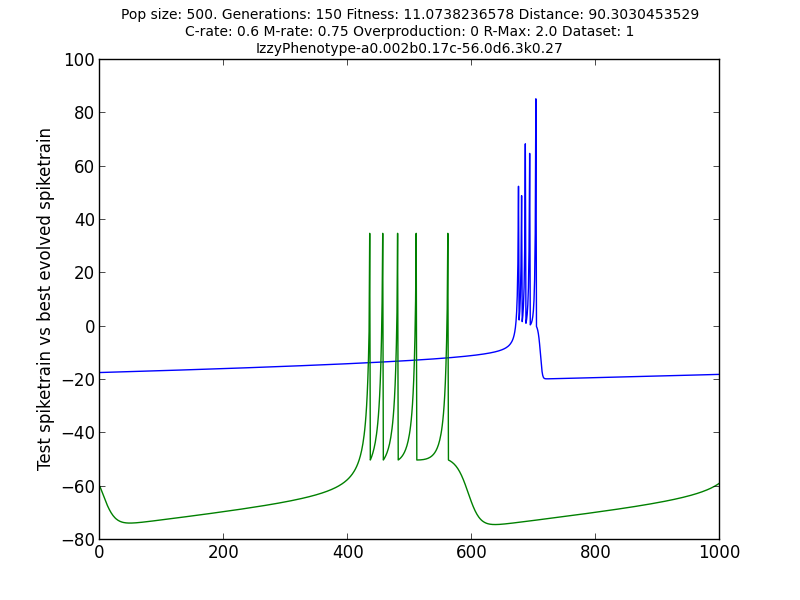 Pop size: 500. Generations: 150 Fitness: 11.0738236578 Distance: 90.3030453529
C-rate: 0.6 M-rate: 0.75 Overproduction: 0 R-Max: 2.0 Dataset: 1
IzzyPhenotype-a0.002b0.17c-56.0d6.3k0.27
Test spiketrain vs best evolved spiketrain
100
80
60
40
20
0
−20
−40
−60
−80
0 200 400 600 800 1000